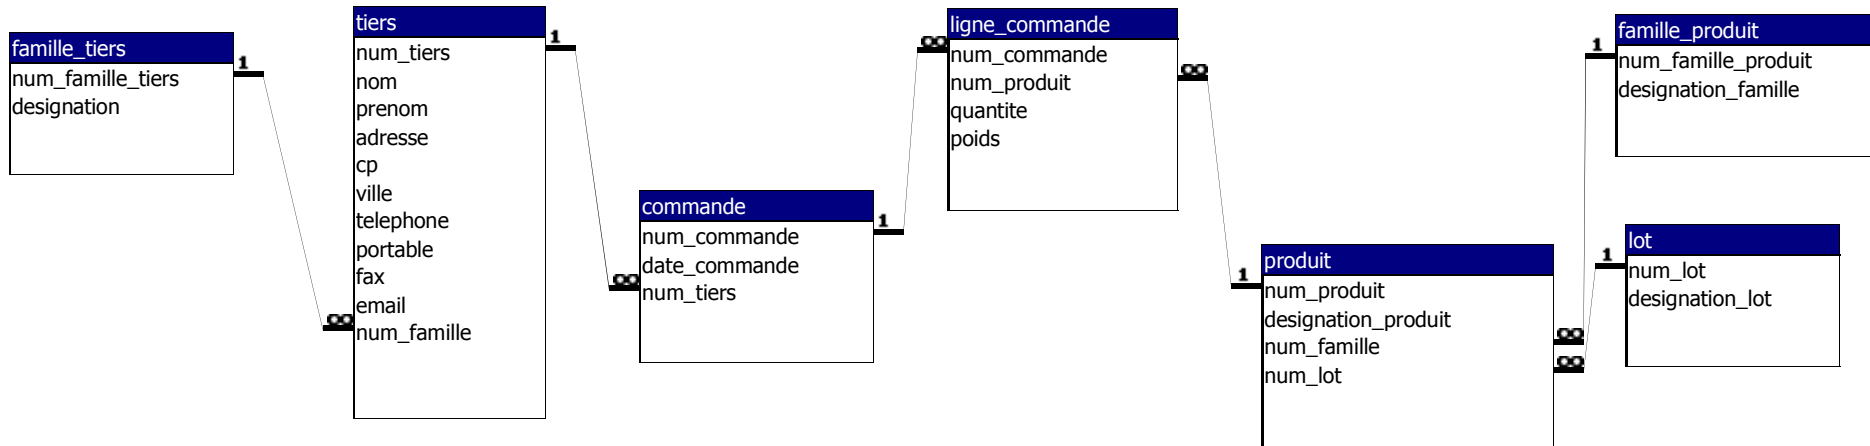 famille_tiers
num_famille_tiers
designation
1
∞
tiers
num_tiers
nom
prenom
adresse
cp
ville
telephone
portable
fax
email
num_famille
1
∞
commande
num_commande
date_commande
num_tiers
1
∞
ligne_commande
num_commande
num_produit
quantite
poids
∞
1
produit
num_produit
designation_produit
num_famille
num_lot
∞
∞
1
famille_produit
num_famille_produit
designation_famille
1
lot
num_lot
designation_lot